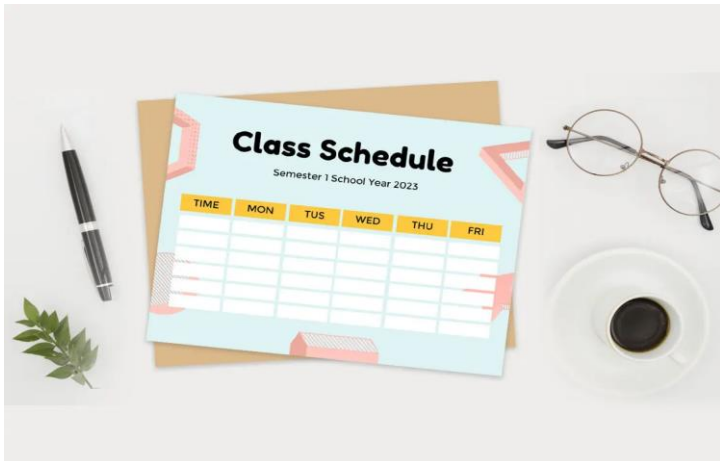 Class Schedule
Semester 1 School Year 2023
TIME MON TUS WED THU FRI